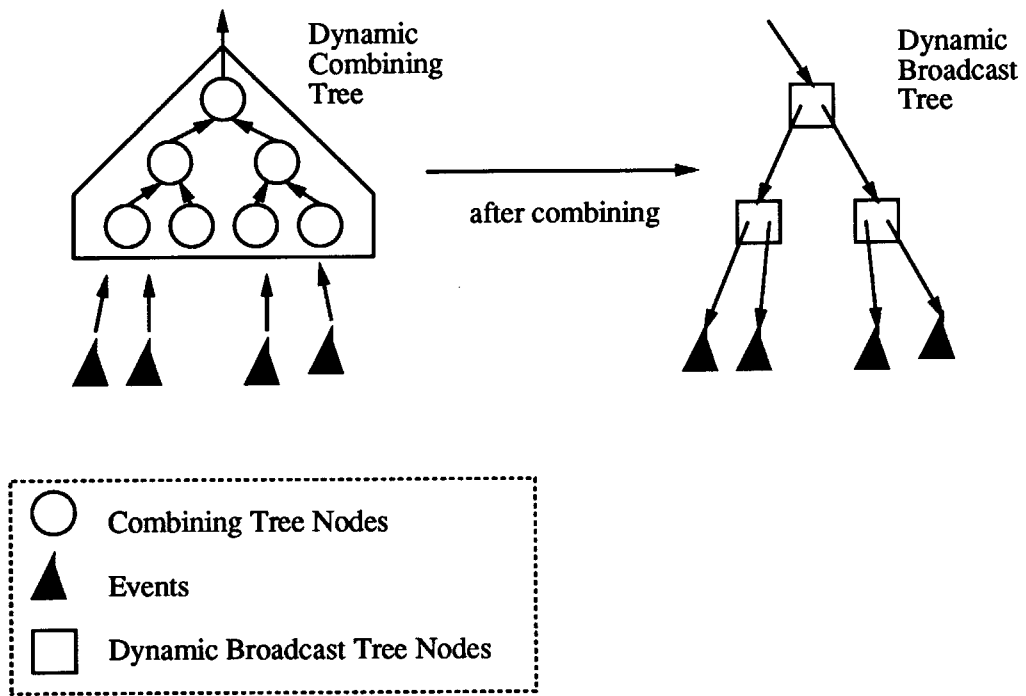 Dynamic
Combining
Tree
Dynamic
Broadcast
Tree
after combining
Combining Tree Nodes
Events
Dynamic Broadcast Tree Nodes